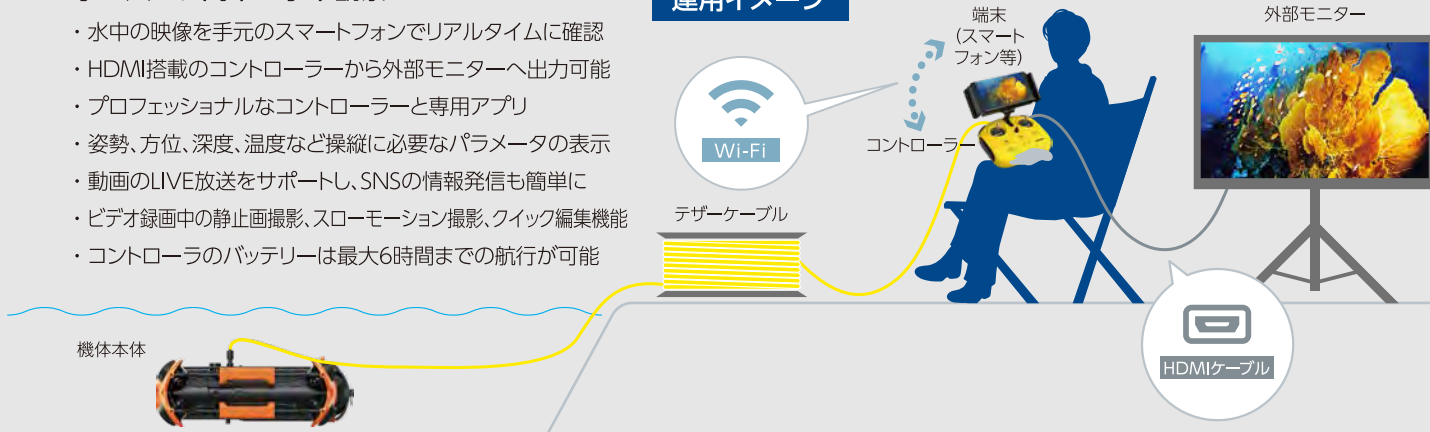 ・水中の映像を手元のスマートフォンでリアルタイムに確認
・HDMI搭載のコントローラーから外部モニターへ出力可能
・プロフェッショナルなコントローラーと専用アプリ
・姿勢、方位、深度、温度など操縦に必要なパラメータの表示
・動画のLIVE放送をサポートし、SNSの情報発信も簡単に
・ビデオ録画中の静止画撮影、スローモーション撮影、クイック編集機能
・コントローラのバッテリーは最大6時間までの航行が可能
運用イメージ
端末
(スマート
フォン等)
外部モニター
Wi-Fi
コントローラー
テザーケーブル
機体本体
HDMIケーブル